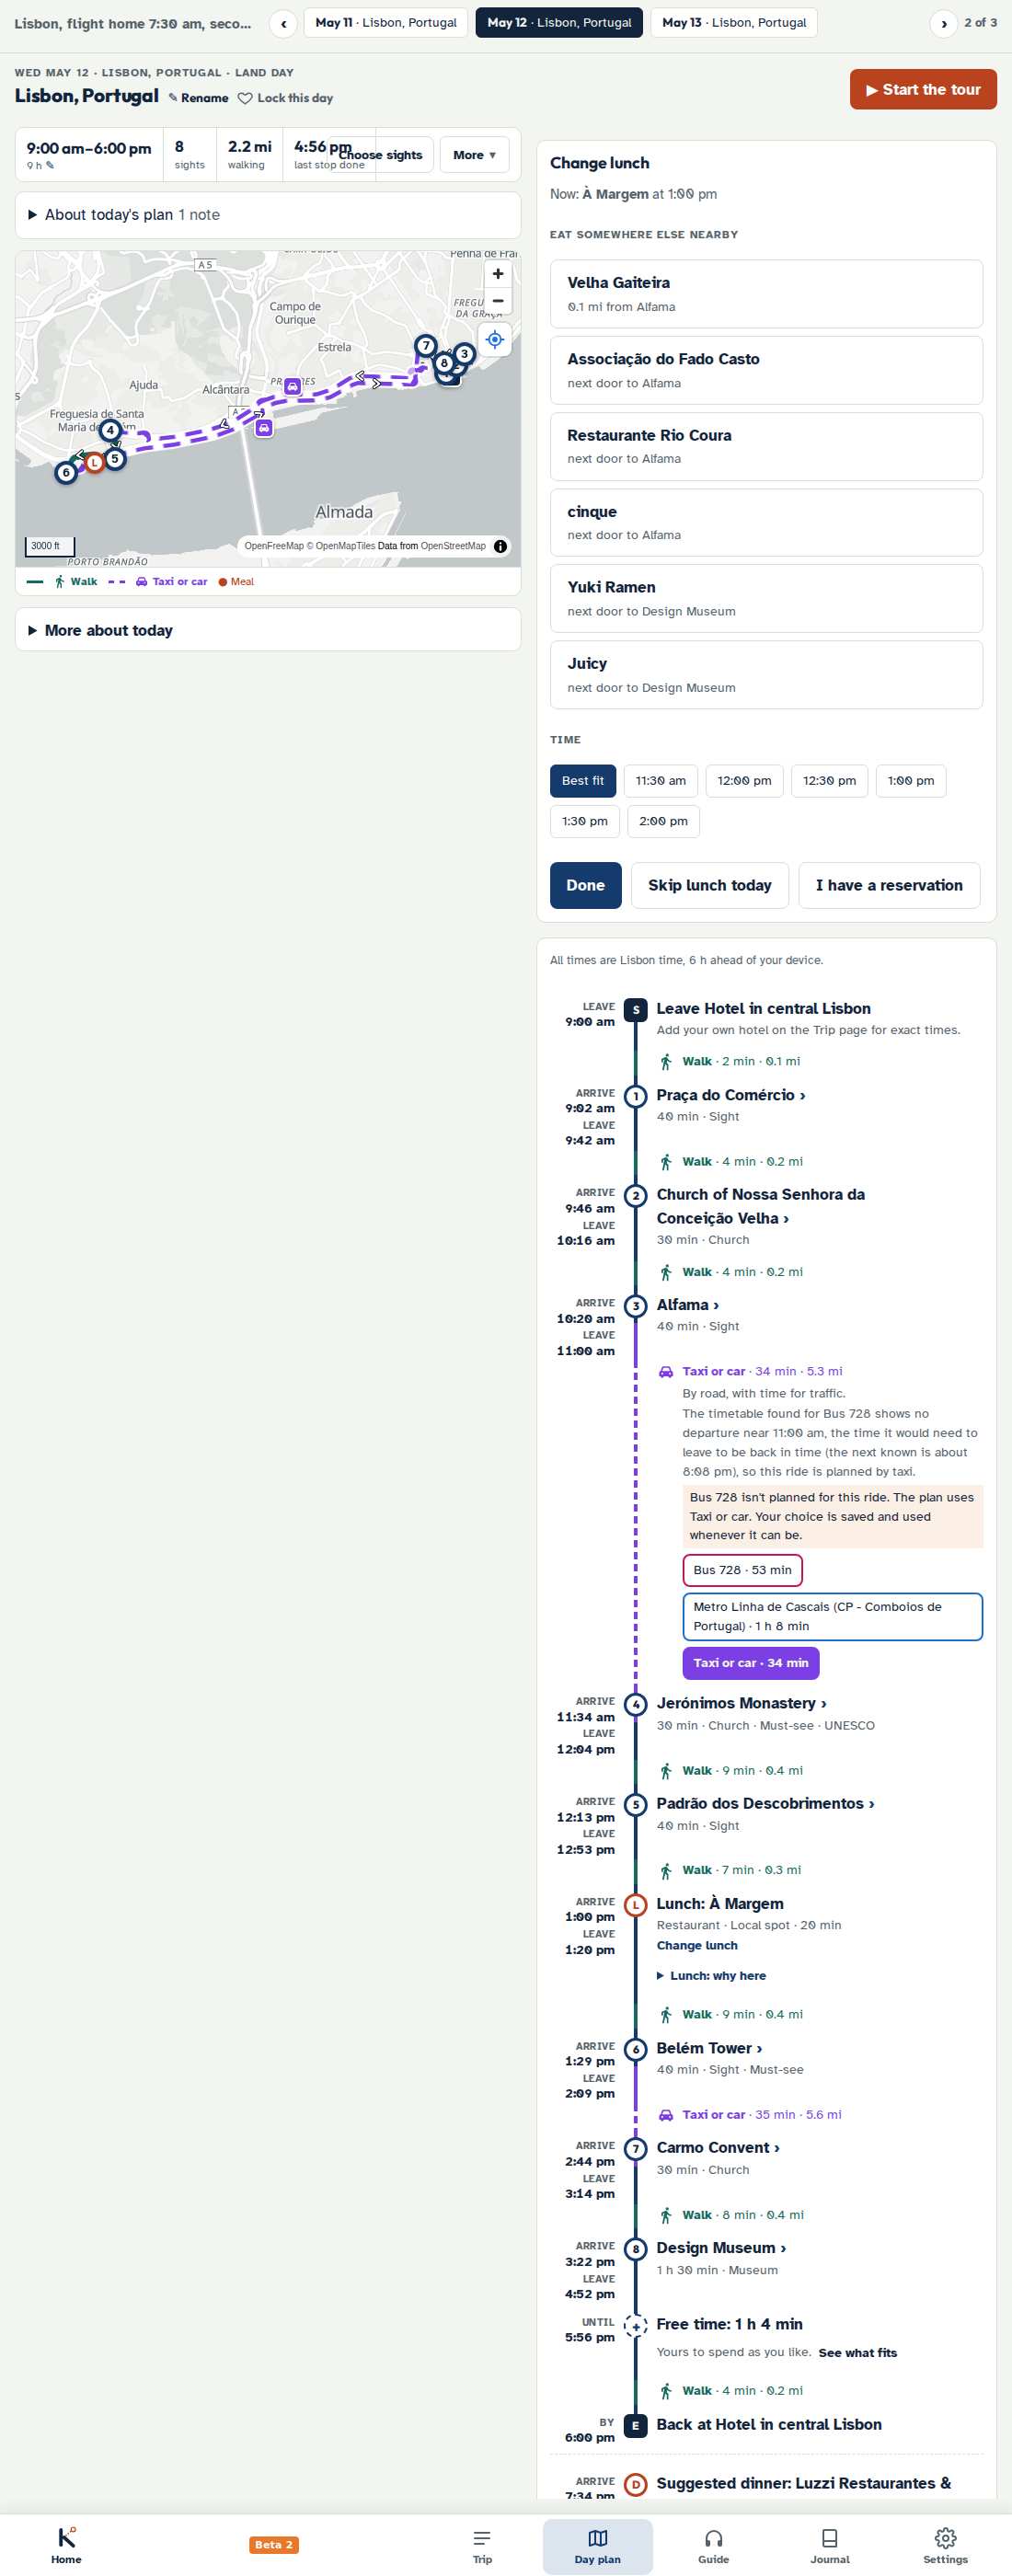 Lisbon, flight home 7:30 am, seco...
‹
May 11 · Lisbon, Portugal
May 12 · Lisbon, Portugal
May 13 · Lisbon, Portugal
›
2 of 3
WED MAY 12 · LISBON, PORTUGAL · LAND DAY
Lisbon, Portugal
✎ Rename
Lock this day
▶ Start the tour
9:00 am–6:00 pm
9 h ✎
8
sights
2.2 mi
walking
4:56 pm
last stop done
Choose sights
More ▼
▶ About today's plan 1 note
A 5
Penha de Fran
Campo de
Ourique
FREGU
DA GRAÇA
Estrela
Ajuda
Alcântara
Freguesia de Santa
Maria de
Almada
PORTO BRANDÃO
+
−
7
8
3
4
5
6
L
3000 ft
OpenFreeMap © OpenMapTiles Data from OpenStreetMap
Walk
Taxi or car
Meal
▶ More about today
Change lunch
Now: À Margem at 1:00 pm
EAT SOMEWHERE ELSE NEARBY
Velha Gaiteira
0.1 mi from Alfama
Associação do Fado Casto
next door to Alfama
Restaurante Rio Coura
next door to Alfama
cinque
next door to Alfama
Yuki Ramen
next door to Design Museum
Juicy
next door to Design Museum
TIME
Best fit
11:30 am
12:00 pm
12:30 pm
1:00 pm
1:30 pm
2:00 pm
Done
Skip lunch today
I have a reservation
All times are Lisbon time, 6 h ahead of your device.
LEAVE
9:00 am
S
Leave Hotel in central Lisbon
Add your own hotel on the Trip page for exact times.
Walk · 2 min · 0.1 mi
ARRIVE
9:02 am
LEAVE
9:42 am
1
Praça do Comércio ›
40 min · Sight
Walk · 4 min · 0.2 mi
ARRIVE
9:46 am
LEAVE
10:16 am
2
Church of Nossa Senhora da
Conceição Velha ›
30 min · Church
Walk · 4 min · 0.2 mi
ARRIVE
10:20 am
LEAVE
11:00 am
3
Alfama ›
40 min · Sight
Taxi or car · 34 min · 5.3 mi
By road, with time for traffic.
The timetable found for Bus 728 shows no
departure near 11:00 am, the time it would need to
leave to be back in time (the next known is about
8:08 pm), so this ride is planned by taxi.
Bus 728 isn't planned for this ride. The plan uses
Taxi or car. Your choice is saved and used
whenever it can be.
Bus 728 · 53 min
Metro Linha de Cascais (CP - Comboios de
Portugal) · 1 h 8 min
Taxi or car · 34 min
ARRIVE
11:34 am
LEAVE
12:04 pm
4
Jerónimos Monastery ›
30 min · Church · Must-see · UNESCO
Walk · 9 min · 0.4 mi
ARRIVE
12:13 pm
LEAVE
12:53 pm
5
Padrão dos Descobrimentos ›
40 min · Sight
Walk · 7 min · 0.3 mi
ARRIVE
1:00 pm
LEAVE
1:20 pm
L
Lunch: À Margem
Restaurant · Local spot · 20 min
Change lunch
▶ Lunch: why here
Walk · 9 min · 0.4 mi
ARRIVE
1:29 pm
LEAVE
2:09 pm
6
Belém Tower ›
40 min · Sight · Must-see
Taxi or car · 35 min · 5.6 mi
ARRIVE
2:44 pm
LEAVE
3:14 pm
7
Carmo Convent ›
30 min · Church
Walk · 8 min · 0.4 mi
ARRIVE
3:22 pm
LEAVE
4:52 pm
8
Design Museum ›
1 h 30 min · Museum
UNTIL
5:56 pm
+
Free time: 1 h 4 min
Yours to spend as you like. See what fits
Walk · 4 min · 0.2 mi
BY
6:00 pm
E
Back at Hotel in central Lisbon
ARRIVE
7:34 pm
D
Suggested dinner: Luzzi Restaurantes &
Home
Beta 2
Trip
Day plan
Guide
Journal
Settings